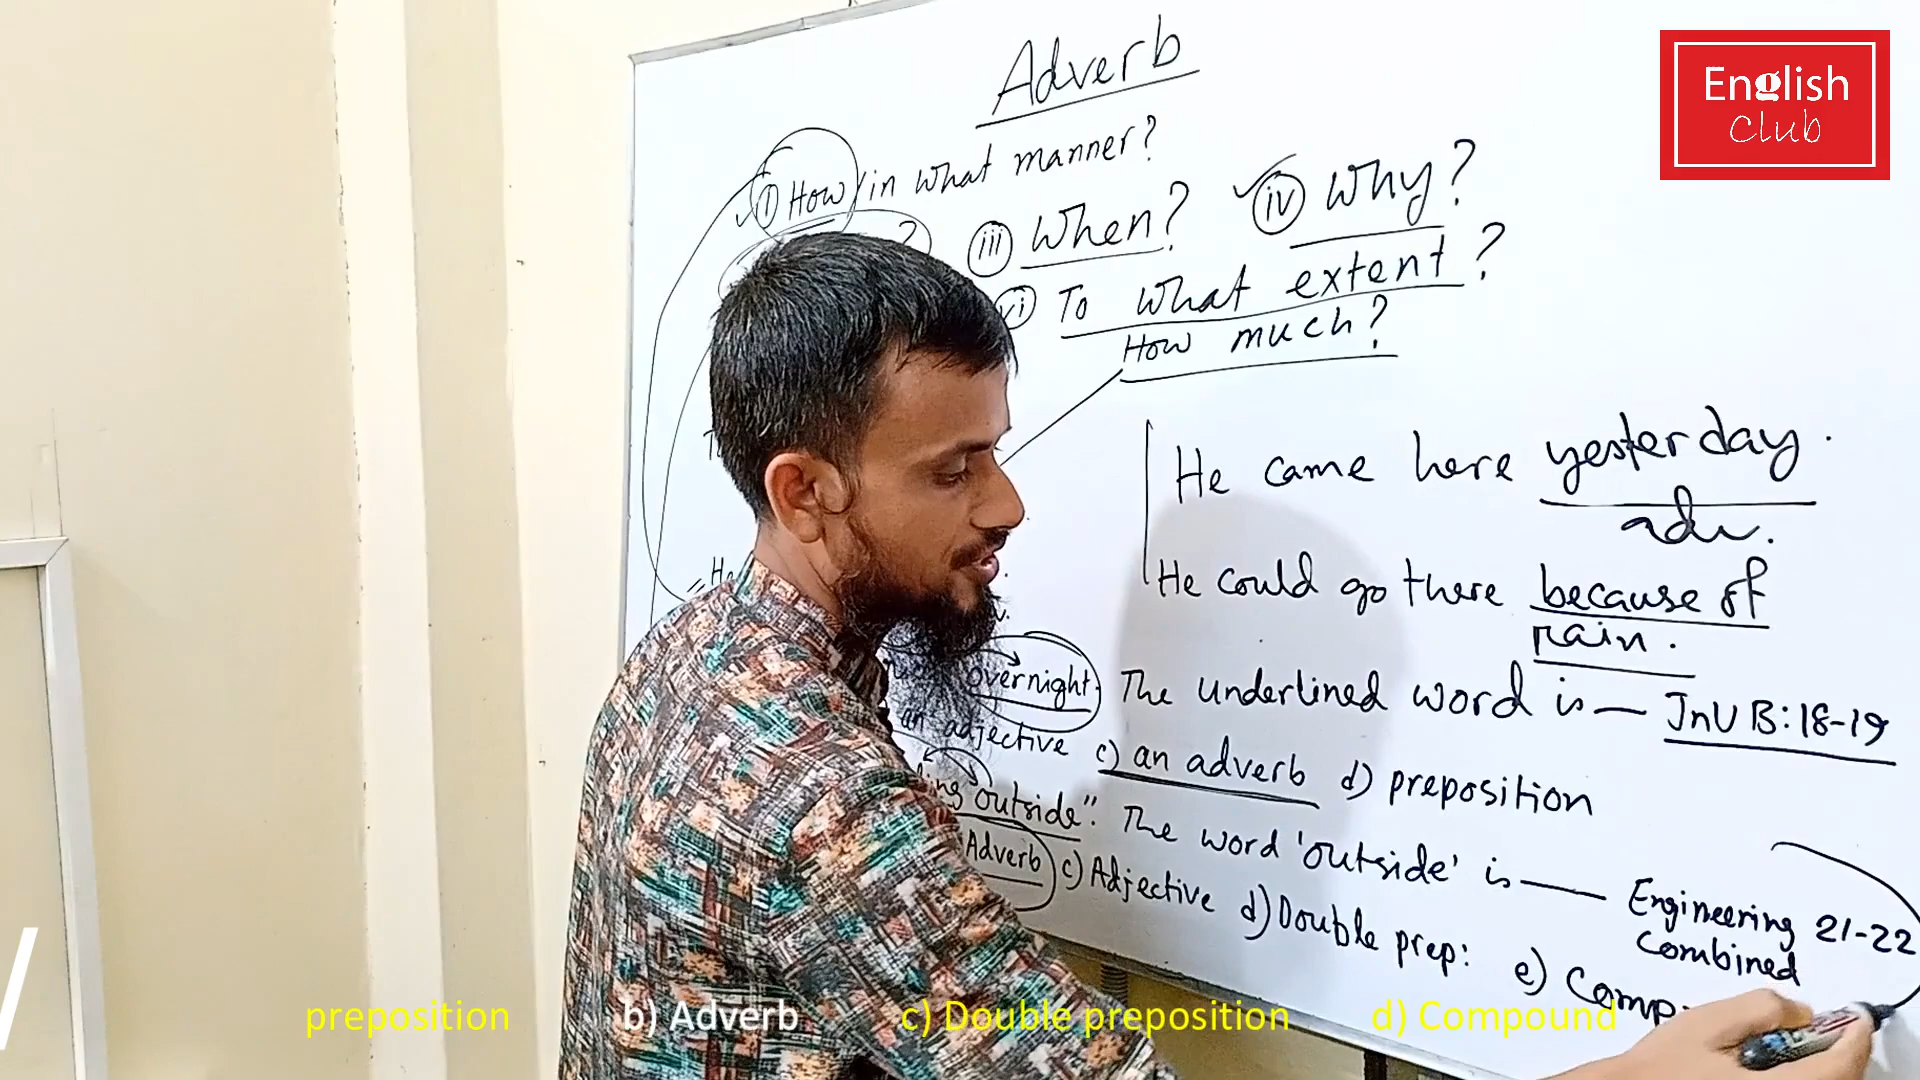 Adverb
English
Club
i How/in what manner?
?
iii When?
iv Why?
vi To what extent?
How much?
He came here yesterday.
adv.
He could go there because of
rain.
He
overnight. The underlined word is — JnU B:18-19
an adjective c) an adverb d) preposition
outside". The word 'outside' is — Engineering 21-22
Combined
Adverb c) Adjective d) Double prep: e) Comp:
preposition b) Adverb c) Double preposition d) Compound